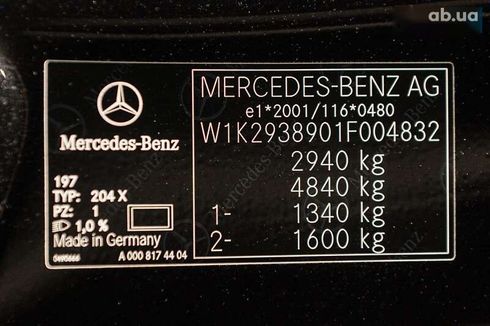 ab.ua
MERCEDES-BENZ AG
e1*2001/116*0480
W1K2938901F004832
2940 kg
4840 kg
1- 1340 kg
2- 1600 kg
Mercedes-Benz
197
TYP: 204 X
PZ: 1
1,0 %
Made in Germany
A 000 817 44 04